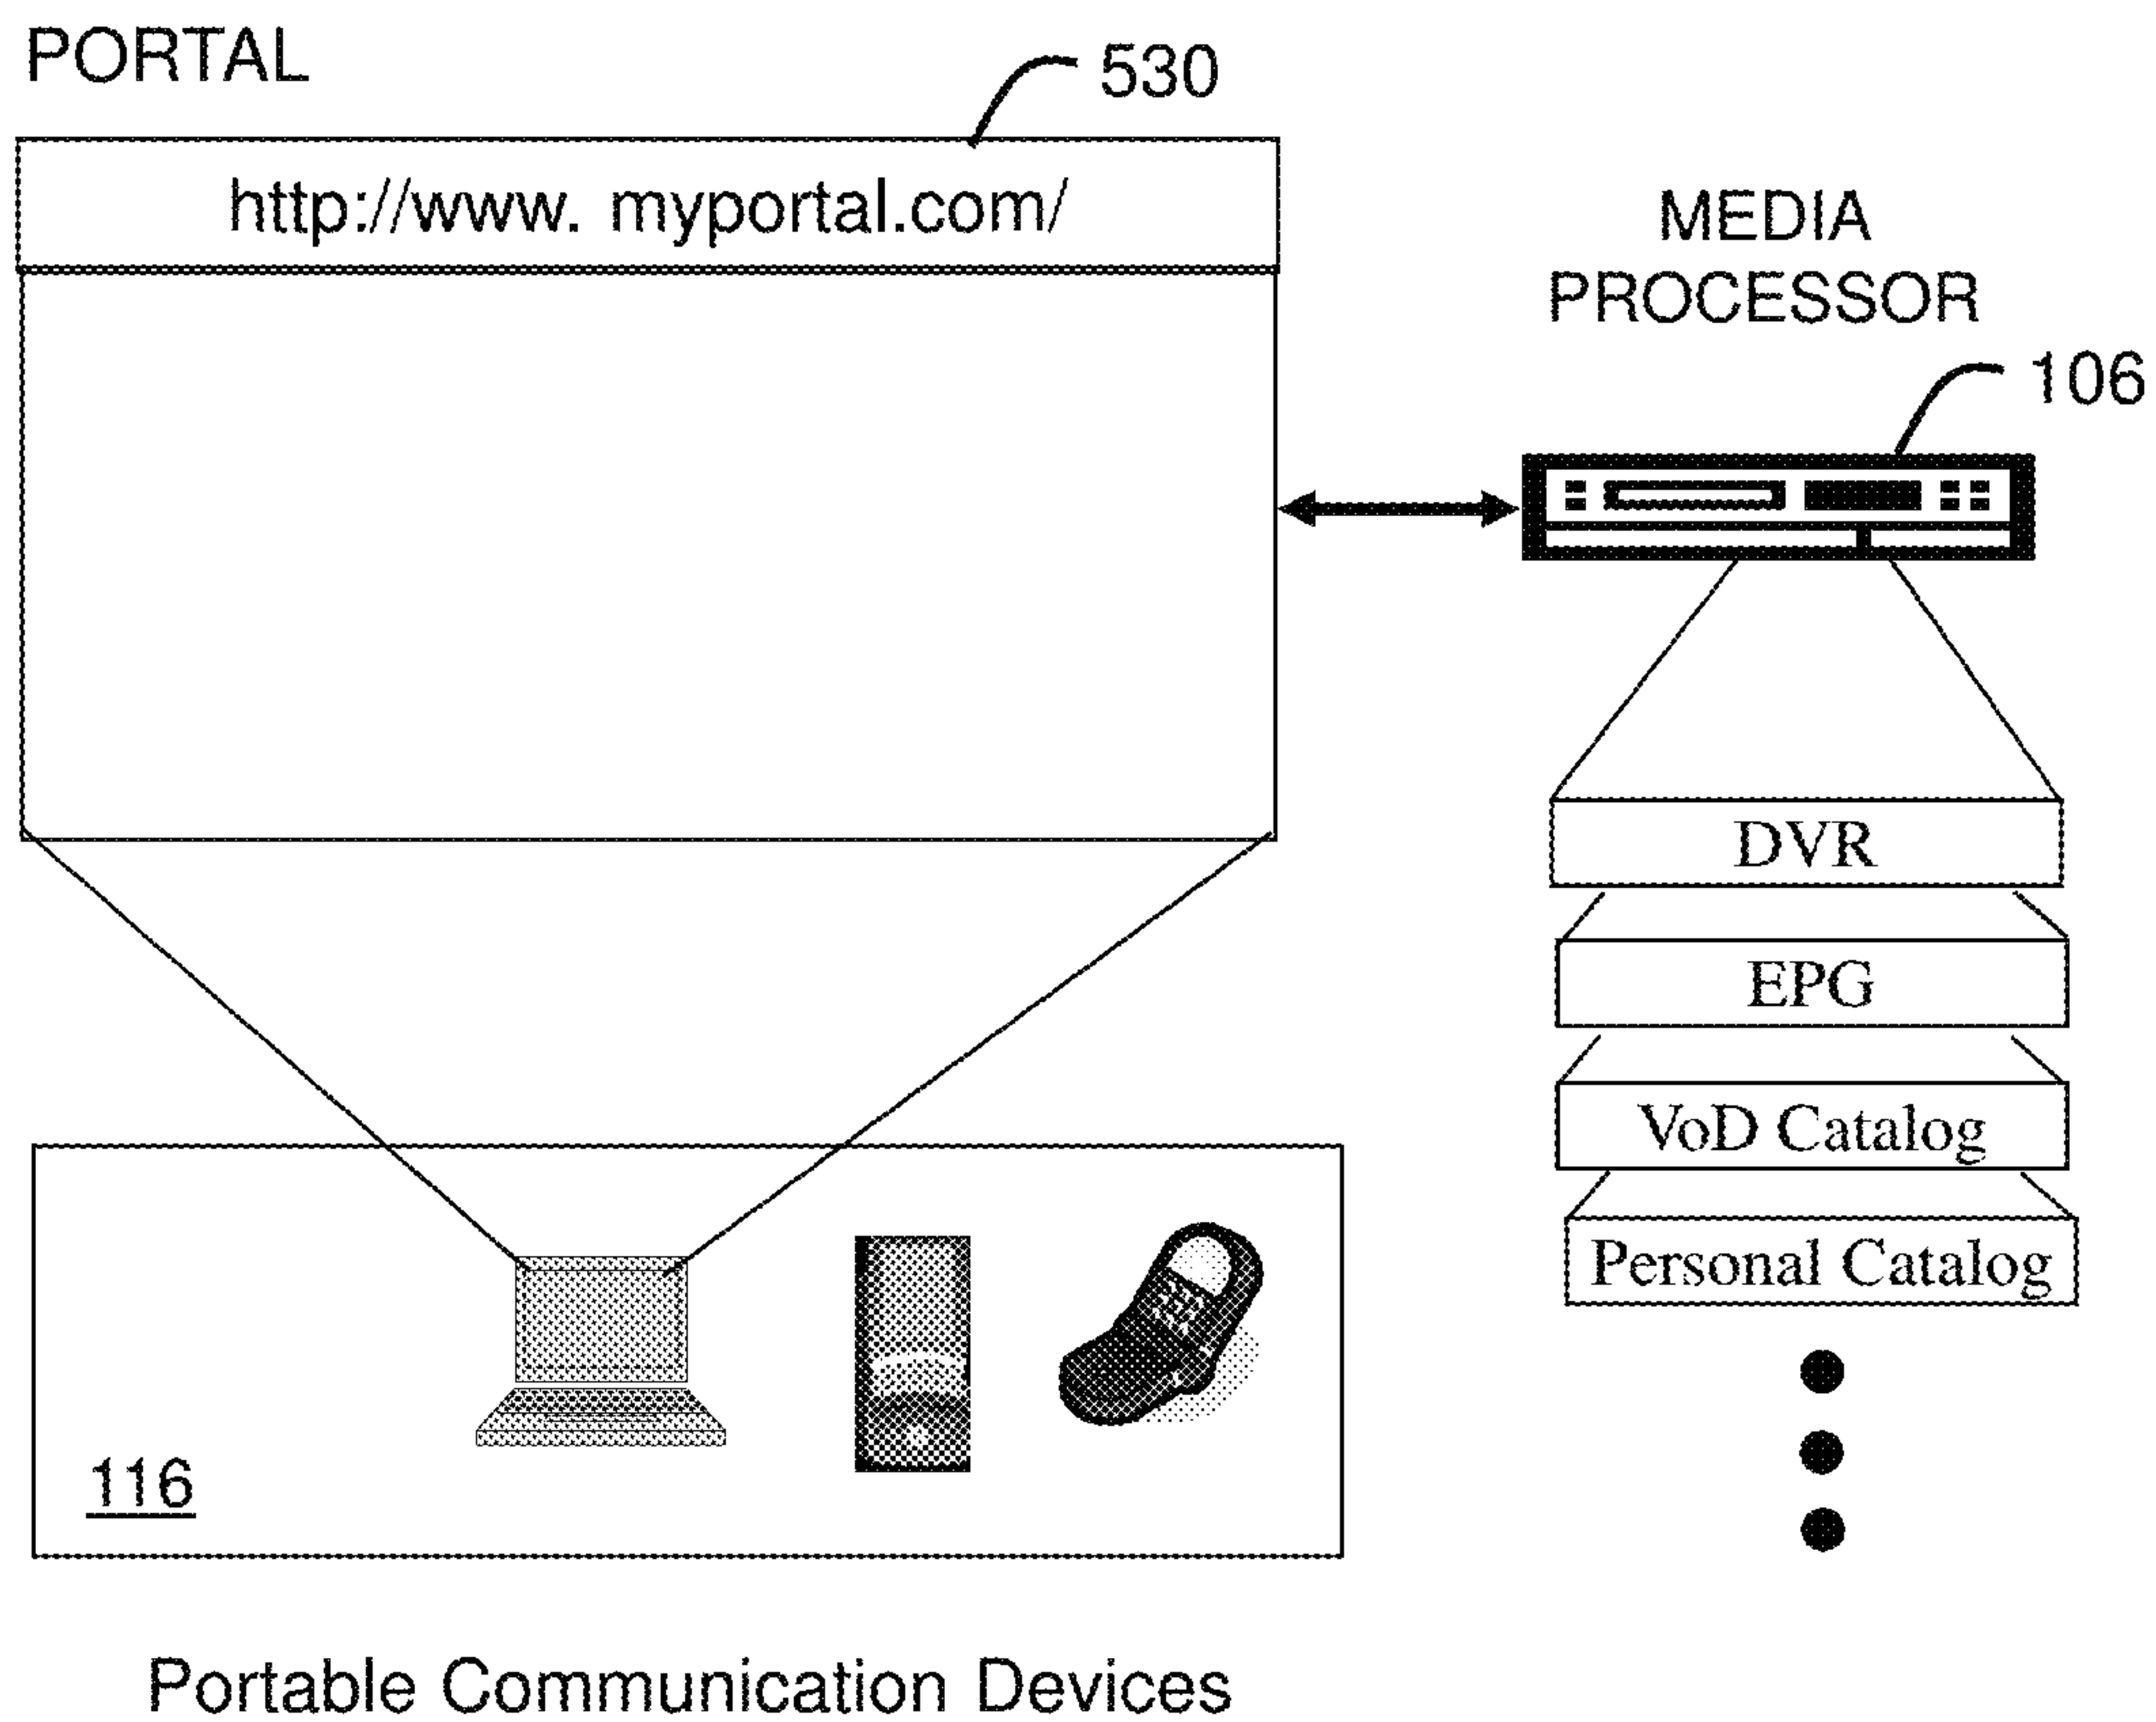 PORTAL
530
http://www. myportal.com/
MEDIA
PROCESSOR
106
DVR
EPG
VoD Catalog
Personal Catalog
116
Portable Communication Devices